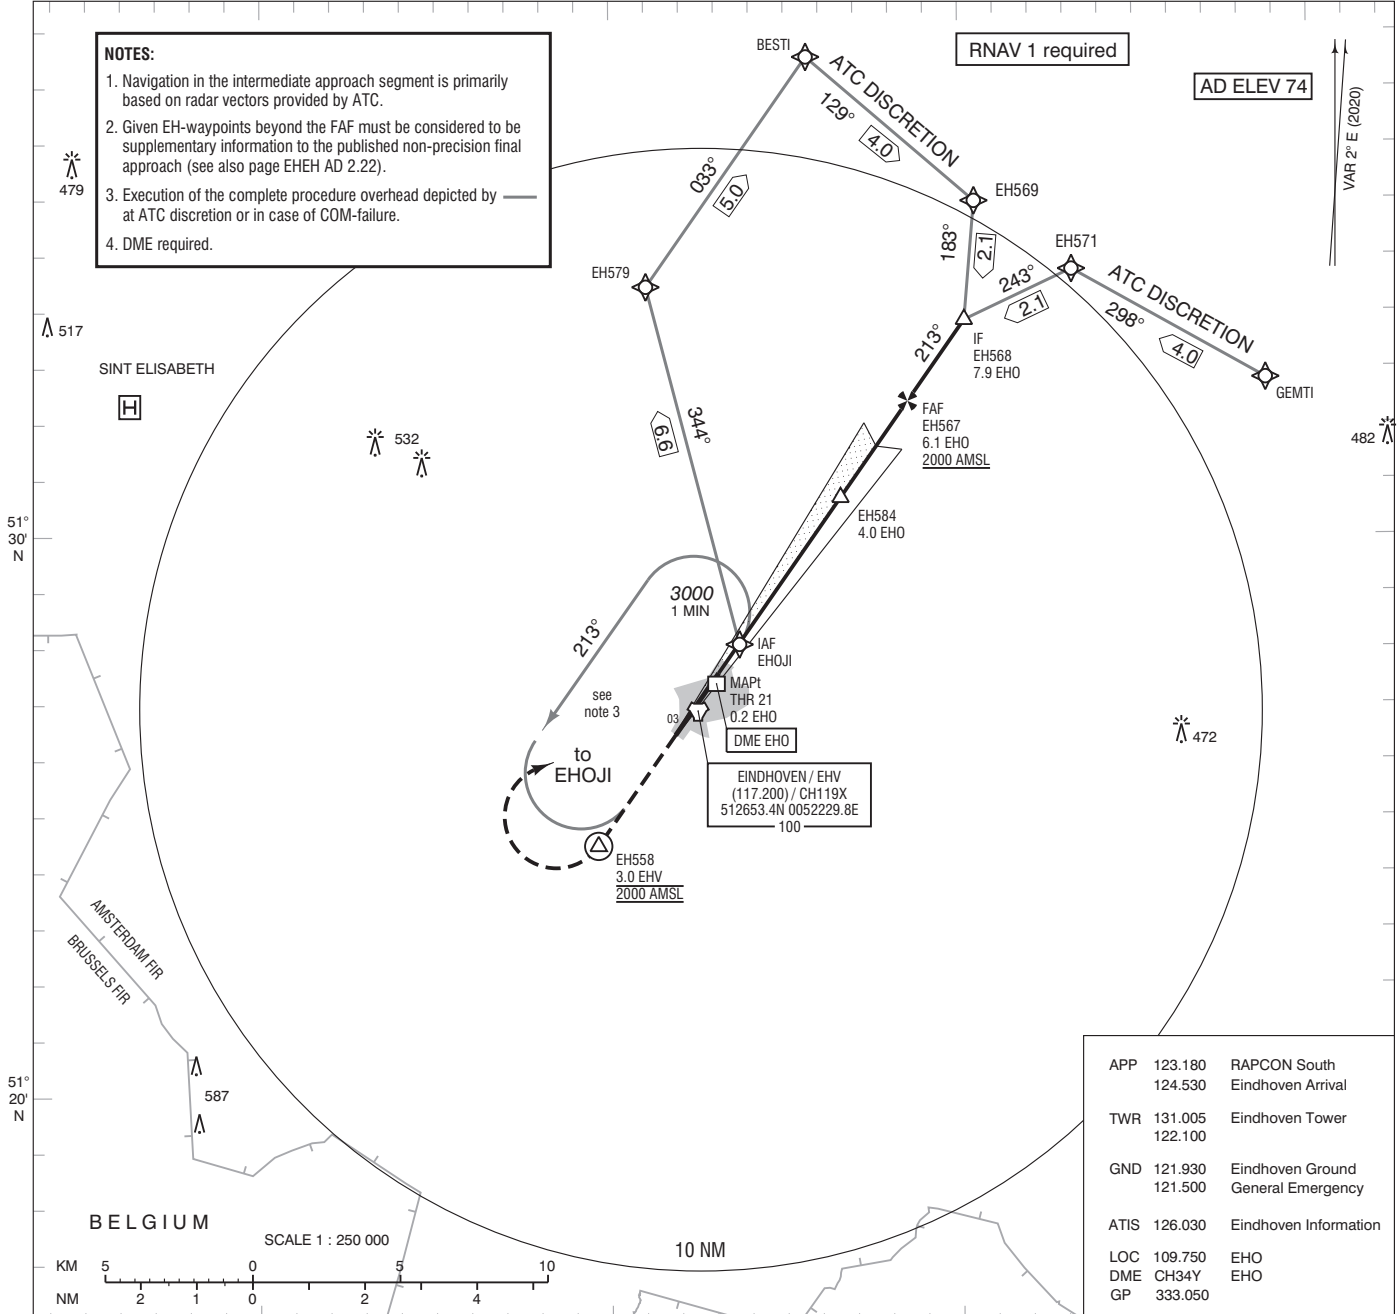 NOTES:
1. Navigation in the intermediate approach segment is primarily
based on radar vectors provided by ATC.
2. Given EH-waypoints beyond the FAF must be considered to be
supplementary information to the published non-precision final
approach (see also page EHEH AD 2.22).
3. Execution of the complete procedure overhead depicted by
at ATC discretion or in case of COM-failure.
4. DME required.
RNAV 1 required
AD ELEV 74
VAR 2° E (2020)
BESTI
ATC DISCRETION
129°
4.0
EH569
033°
5.0
183°
2.1
EH571
243°
2.1
ATC DISCRETION
298°
4.0
GEMTI
EH579
479
517
SINT ELISABETH
H
532
482
213°
IF
EH568
7.9 EHO
FAF
EH567
6.1 EHO
2000 AMSL
344°
6.6
EH584
4.0 EHO
51°
30'
N
3000
1 MIN
213°
IAF
EHOJI
MAPt
THR 21
0.2 EHO
03
DME EHO
see
note 3
to
EHOJI
472
EINDHOVEN / EHV
(117.200) / CH119X
512653.4N 0052229.8E
100
EH558
3.0 EHV
2000 AMSL
AMSTERDAM FIR
BRUSSELS FIR
51°
20'
N
587
BELGIUM
SCALE 1 : 250 000
KM 5 0 5 10
NM 2 1 0 2 4
10 NM
APP 123.180 RAPCON South
124.530 Eindhoven Arrival
TWR 131.005 Eindhoven Tower
122.100
GND 121.930 Eindhoven Ground
121.500 General Emergency
ATIS 126.030 Eindhoven Information
LOC 109.750 EHO
DME CH34Y EHO
GP 333.050